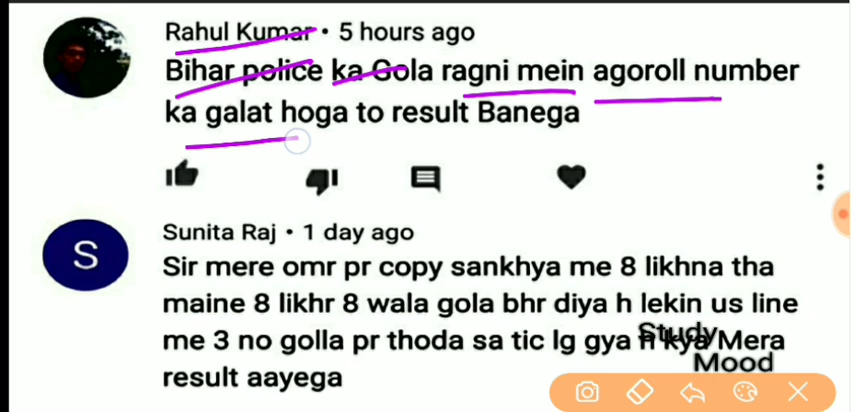 Rahul Kumar • 5 hours ago
Bihar police ka Gola ragni mein agoroll number
ka galat hoga to result Banega
S
Sunita Raj • 1 day ago
Sir mere omr pr copy sankhya me 8 likhna tha
maine 8 likhr 8 wala gola bhr diya h lekin us line
me 3 no golla pr thoda sa tic lg gya h kya Mera
result aayega
Study
Mood